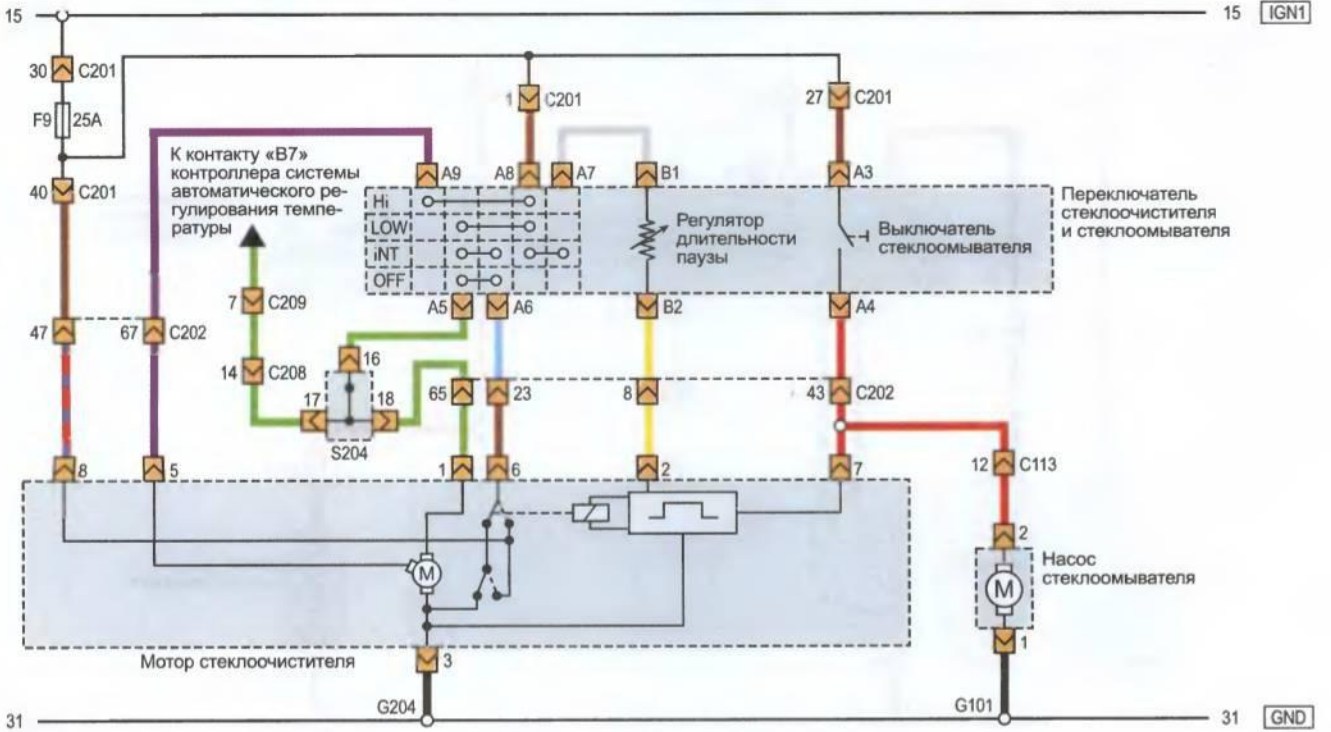 15
15 IGN1
30 C201
F9 25A
40 C201
1 C201
27 C201
К контакту «В7»
контроллера системы
автоматического ре-
гулирования темпе-
ратуры
A9
A8
A7
B1
A3
Hi
LOW
iNT
OFF
Регулятор
длительности
паузы
Выключатель
стеклоомывателя
Переключатель
стеклоочистителя
и стеклоомывателя
A5
A6
B2
A4
7 C209
14 C208
47
67 C202
16
17
18
S204
65
23
8
43 C202
8
5
1
6
2
7
12 C113
M
2
Насос
стеклоомывателя
M
1
Мотор стеклоочистителя
3
G204
G101
31
31 GND